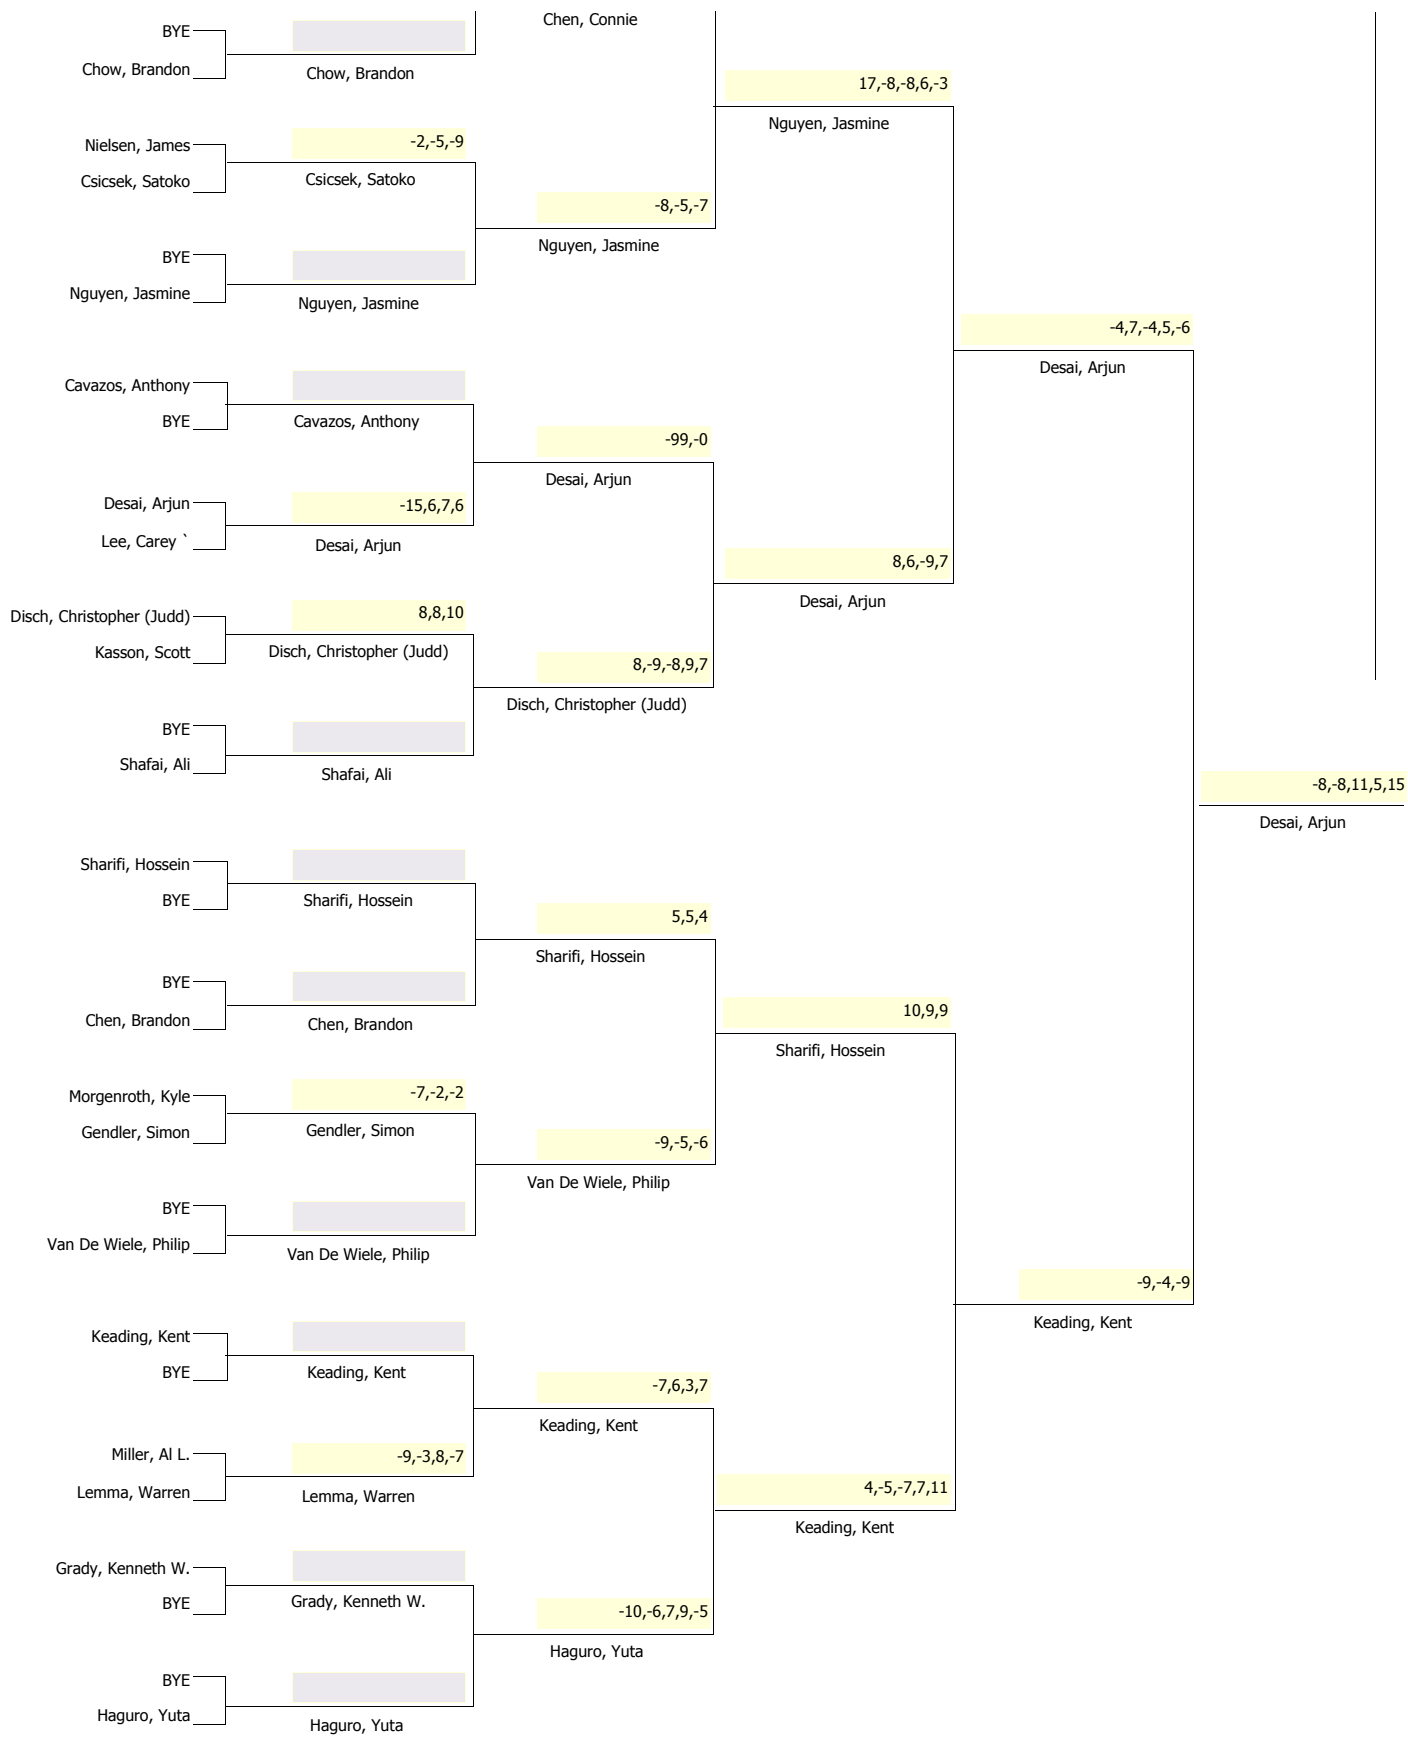 Chen, Connie
BYE
Chow, Brandon
Chow, Brandon
17,-8,-8,6,-3
Nguyen, Jasmine
Nielsen, James
-2,-5,-9
Csicsek, Satoko
Csicsek, Satoko
-8,-5,-7
Nguyen, Jasmine
BYE
Nguyen, Jasmine
Nguyen, Jasmine
-4,7,-4,5,-6
Desai, Arjun
Cavazos, Anthony
BYE
Cavazos, Anthony
-99,-0
Desai, Arjun
Desai, Arjun
-15,6,7,6
Lee, Carey `
Desai, Arjun
8,6,-9,7
Desai, Arjun
Disch, Christopher (Judd)
8,8,10
Kasson, Scott
Disch, Christopher (Judd)
8,-9,-8,9,7
Disch, Christopher (Judd)
BYE
Shafai, Ali
Shafai, Ali
-8,-8,11,5,15
Desai, Arjun
Sharifi, Hossein
BYE
Sharifi, Hossein
5,5,4
Sharifi, Hossein
BYE
Chen, Brandon
Chen, Brandon
10,9,9
Sharifi, Hossein
Morgenroth, Kyle
-7,-2,-2
Gendler, Simon
Gendler, Simon
-9,-5,-6
Van De Wiele, Philip
BYE
Van De Wiele, Philip
Van De Wiele, Philip
-9,-4,-9
Keading, Kent
Keading, Kent
BYE
Keading, Kent
-7,6,3,7
Keading, Kent
Miller, Al L.
-9,-3,8,-7
Lemma, Warren
Lemma, Warren
4,-5,-7,7,11
Keading, Kent
Grady, Kenneth W.
BYE
Grady, Kenneth W.
-10,-6,7,9,-5
Haguro, Yuta
BYE
Haguro, Yuta
Haguro, Yuta